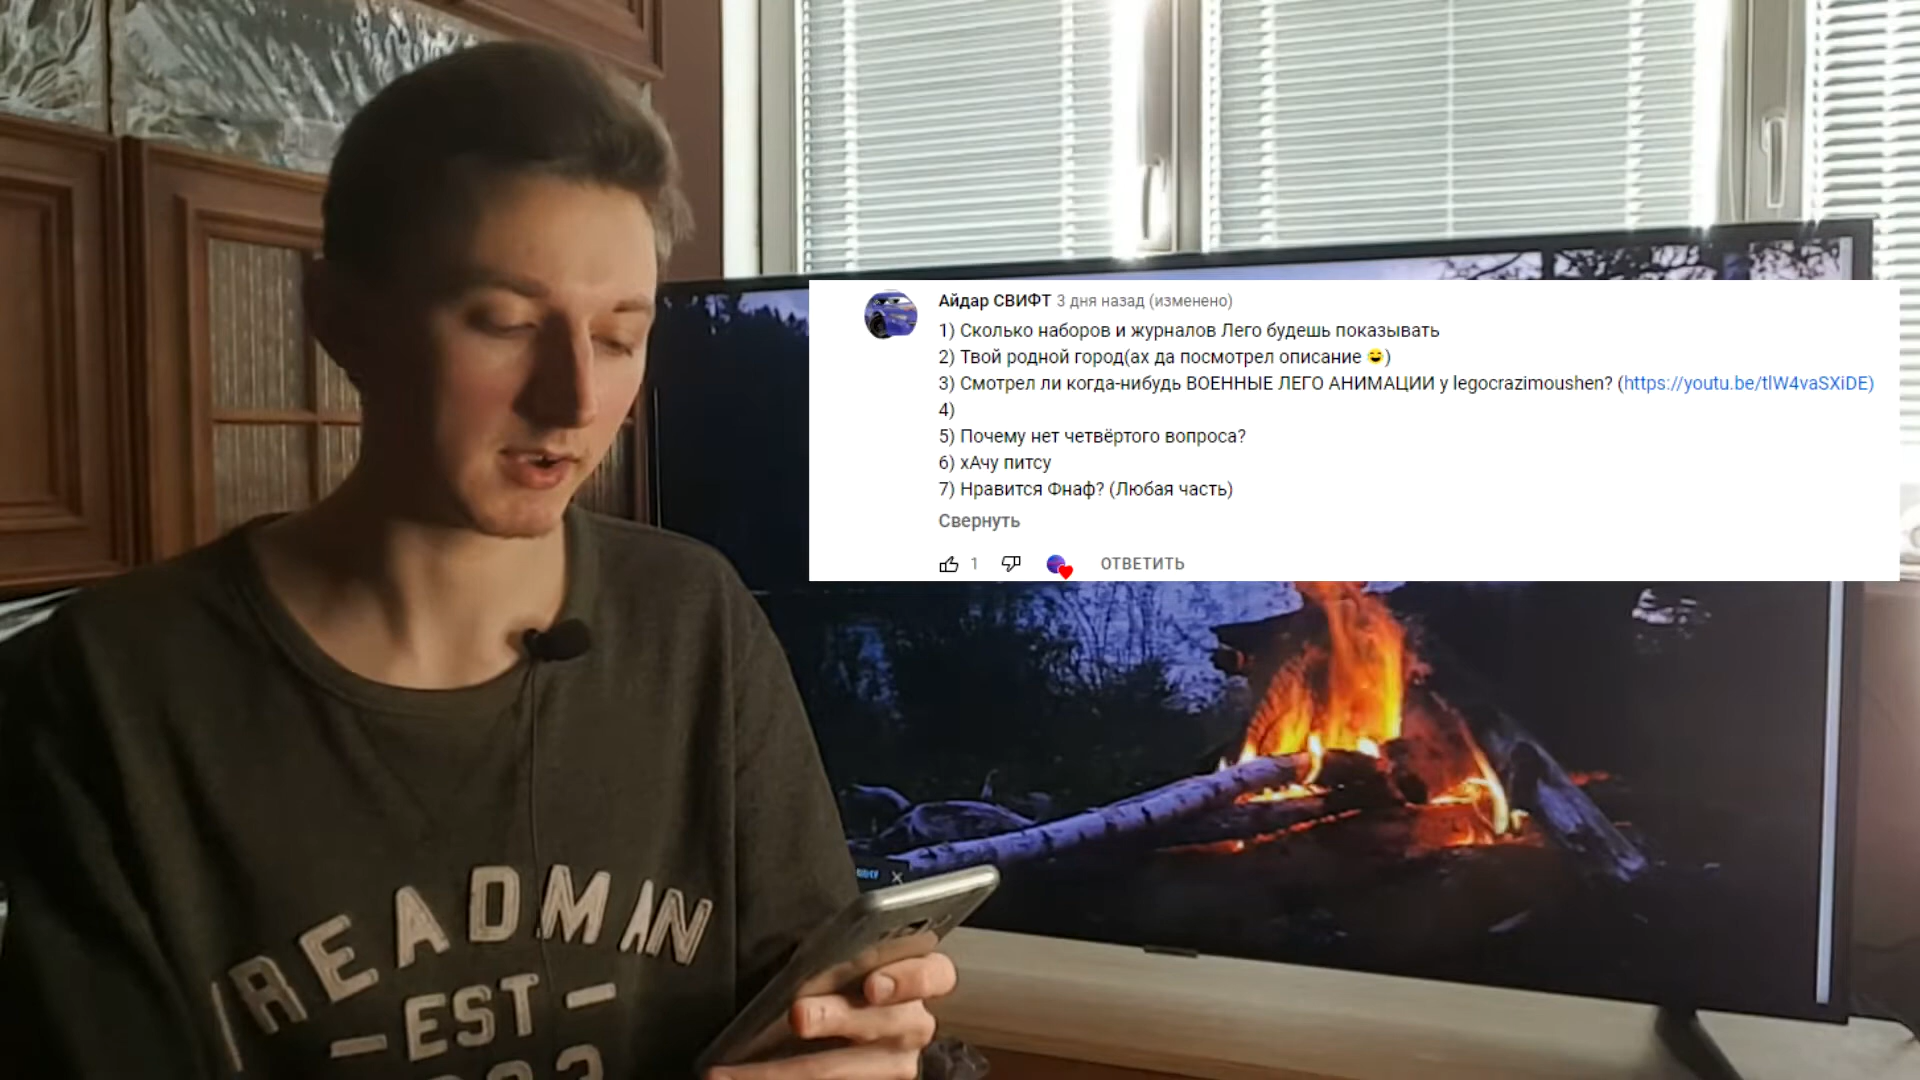 Айдар СВИФТ 3 дня назад (изменено)
1) Сколько наборов и журналов Лего будешь показывать
2) Твой родной город(ах да посмотрел описание 😅)
3) Смотрел ли когда-нибудь ВОЕННЫЕ ЛЕГО АНИМАЦИИ у legocrazimoushen? (https://youtu.be/tlW4vaSXiDE)
4)
5) Почему нет четвёртого вопроса?
6) хАчу питсу
7) Нравится Фнаф? (Любая часть)
Свернуть
1 ОТВЕТИТЬ
READMAN
-EST-